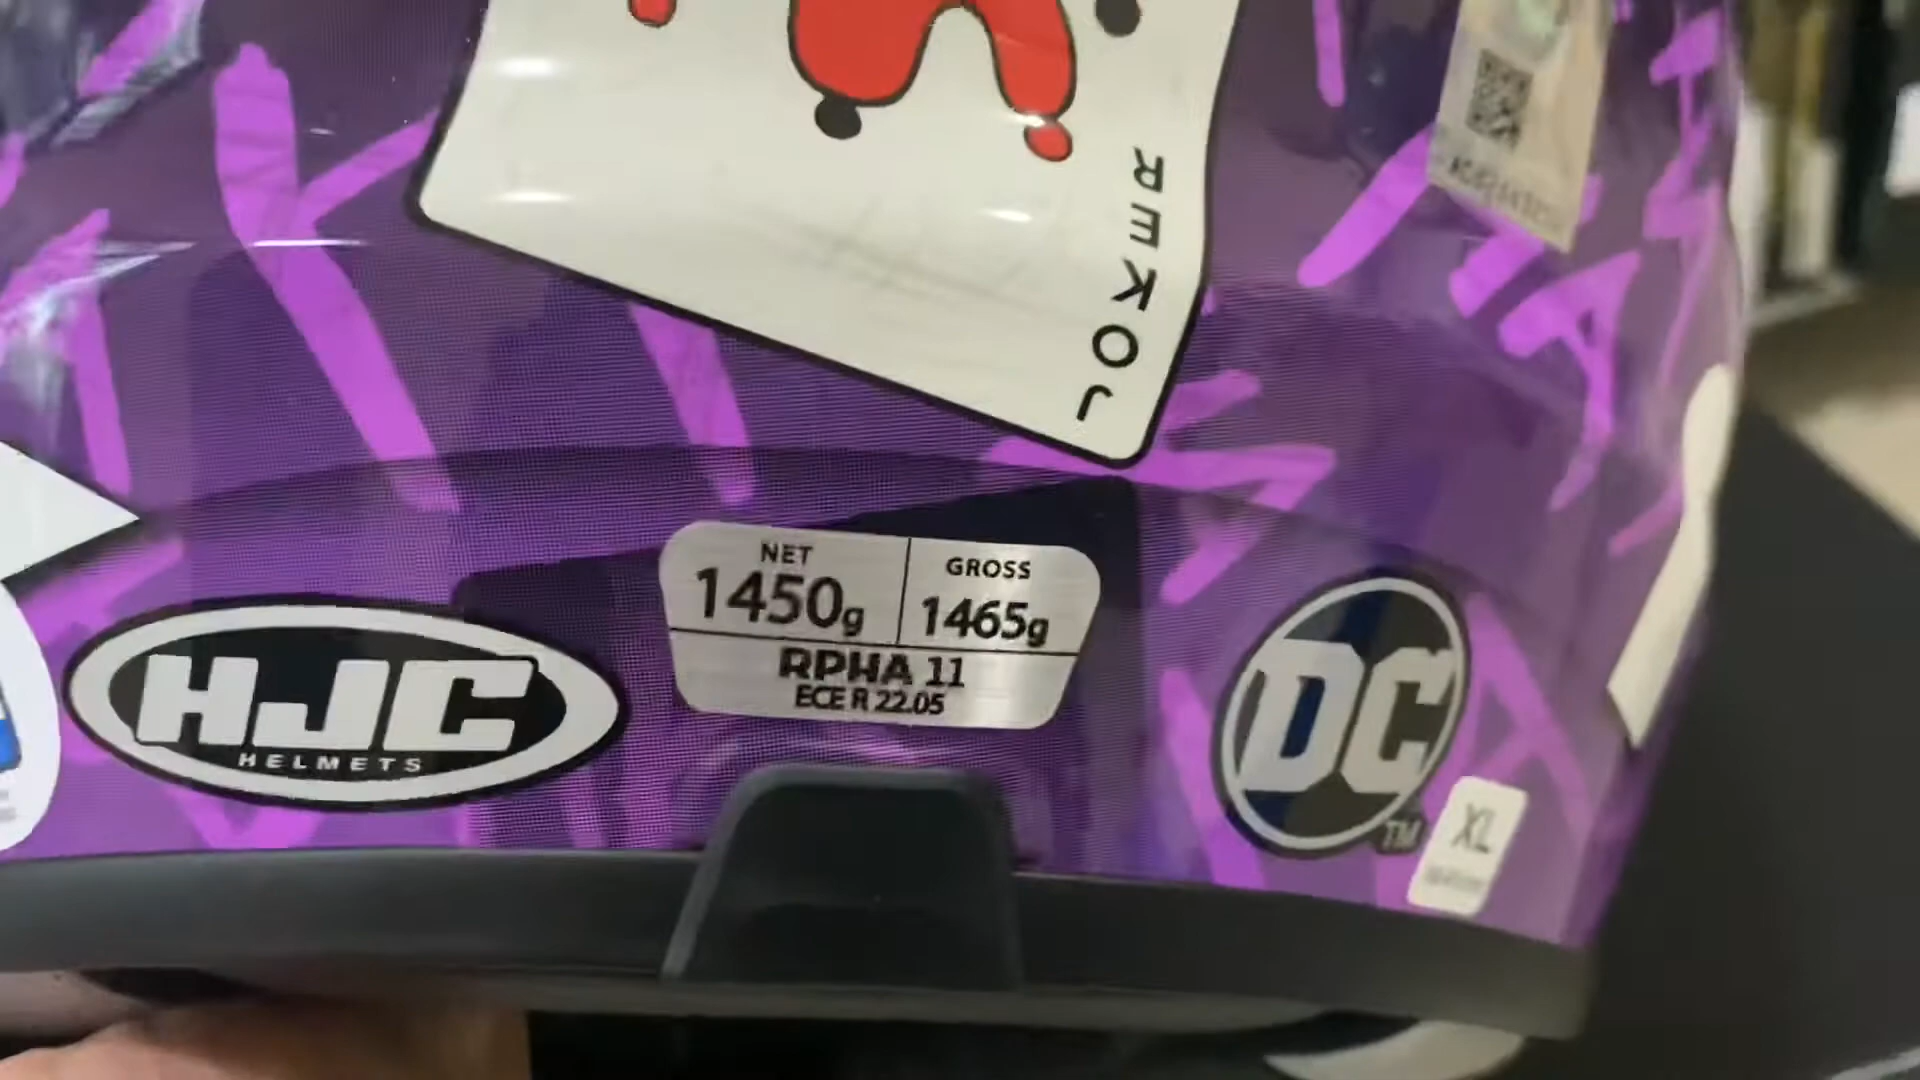 JOKER
NET
1450g
GROSS
1465g
RPHA 11
ECE R 22.05
HJC
HELMETS
DC
TM
XL